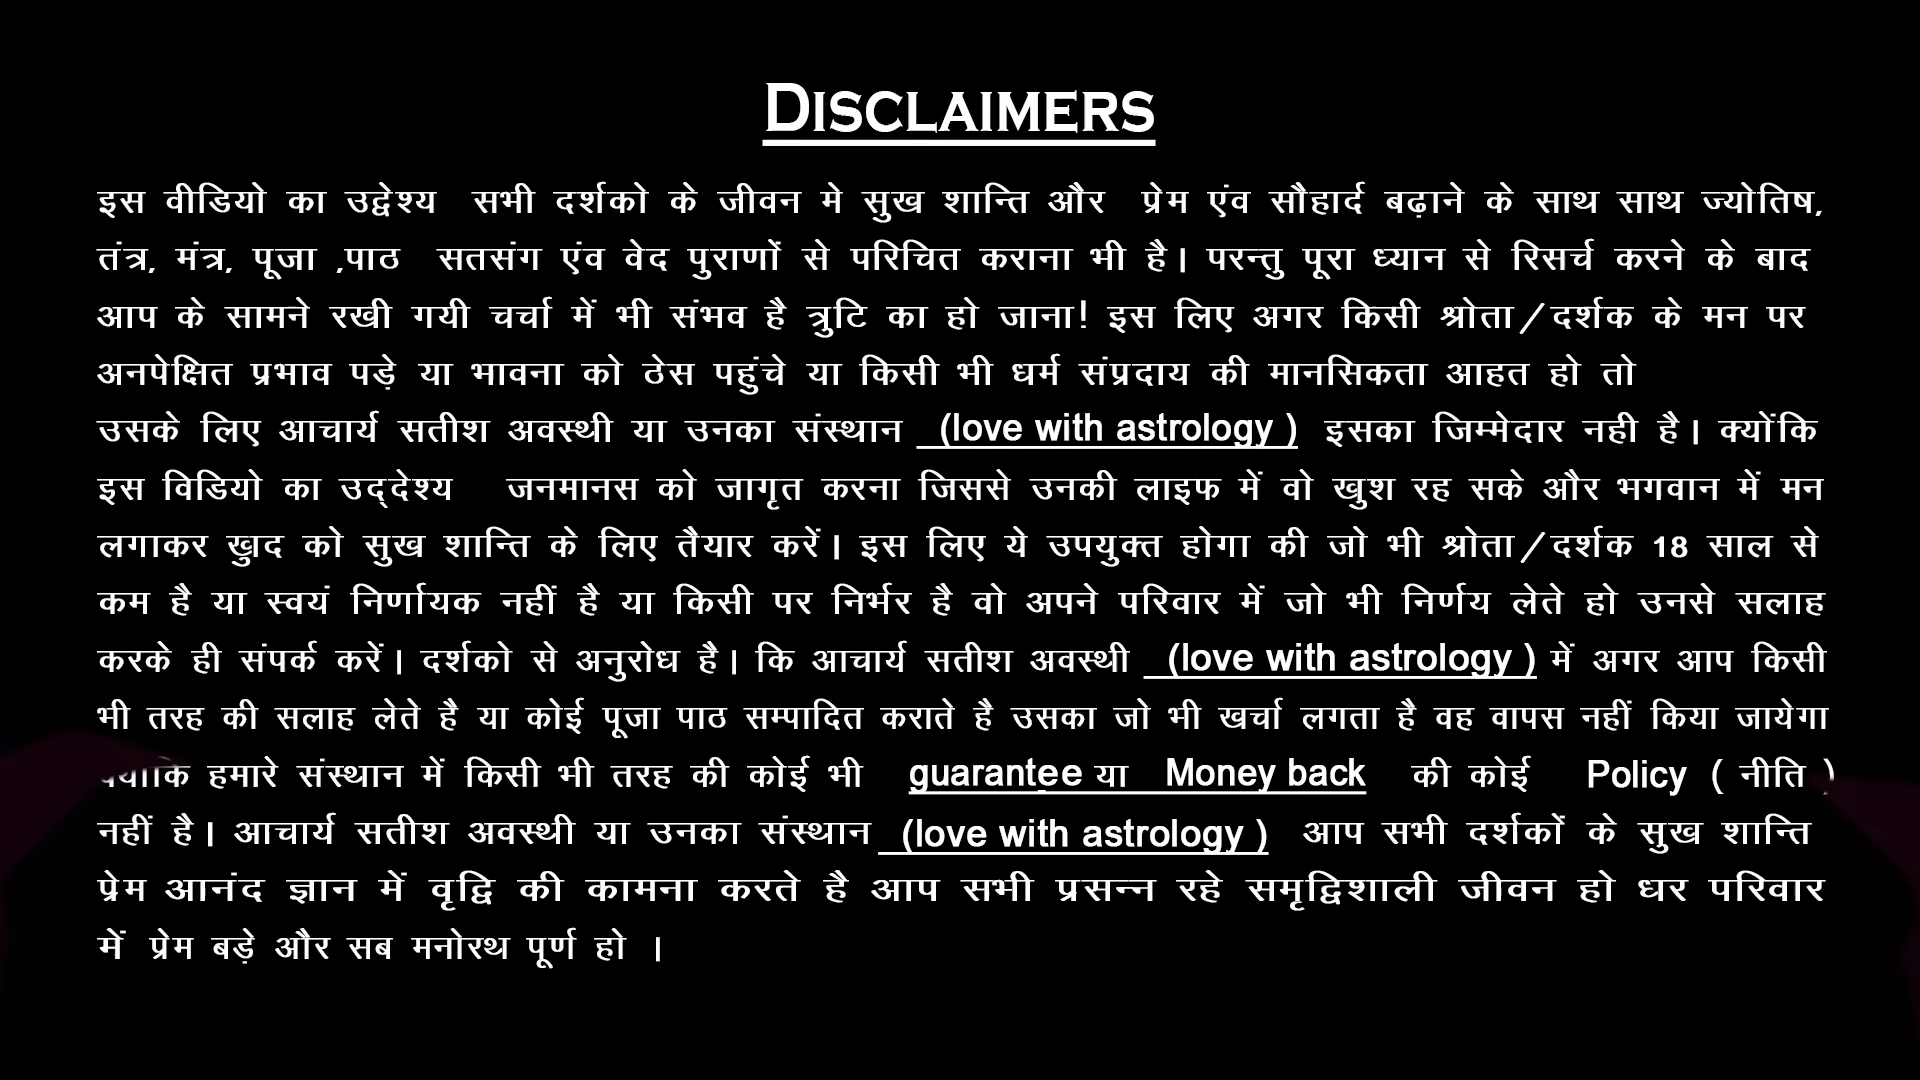 DISCLAIMERS
इस वीडियो का उद्वेश्य सभी दर्शको के जीवन मे सुख शान्ति और प्रेम एंव सौहार्द बढ़ाने के साथ साथ ज्योतिष,
तंत्र, मंत्र, पूजा ,पाठ सतसंग एंव वेद पुराणों से परिचित कराना भी है। परन्तु पूरा ध्यान से रिसर्च करने के बाद
आप के सामने रखी गयी चर्चा में भी संभव है त्रुटि का हो जाना! इस लिए अगर किसी श्रोता/दर्शक के मन पर
अनपेक्षित प्रभाव पड़े या भावना को ठेस पहुंचे या किसी भी धर्म संप्रदाय की मानसिकता आहत हो तो
उसके लिए आचार्य सतीश अवस्थी या उनका संस्थान (love with astrology ) इसका जिम्मेदार नही है। क्योंकि
इस विडियो का उद्‌देश्य जनमानस को जागृत करना जिससे उनकी लाइफ में वो खुश रह सके और भगवान में मन
लगाकर खुद को सुख शान्ति के लिए तैयार करें। इस लिए ये उपयुक्त होगा की जो भी श्रोता/दर्शक 18 साल से
कम है या स्वयं निर्णायक नहीं है या किसी पर निर्भर है वो अपने परिवार में जो भी निर्णय लेते हो उनसे सलाह
करके ही संपर्क करें। दर्शको से अनुरोध है। कि आचार्य सतीश अवस्थी (love with astrology ) में अगर आप किसी
भी तरह की सलाह लेते है या कोई पूजा पाठ सम्पादित कराते है उसका जो भी खर्चा लगता है वह वापस नहीं किया जायेगा
क्योंकि हमारे संस्थान में किसी भी तरह की कोई भी guarantee या Money back की कोई Policy ( नीति )
नहीं है। आचार्य सतीश अवस्थी या उनका संस्थान (love with astrology ) आप सभी दर्शकों के सुख शान्ति
प्रेम आनंद ज्ञान में वृद्वि की कामना करते है आप सभी प्रसन्न रहे समृद्विशाली जीवन हो धर परिवार
में प्रेम बड़े और सब मनोरथ पूर्ण हो ।